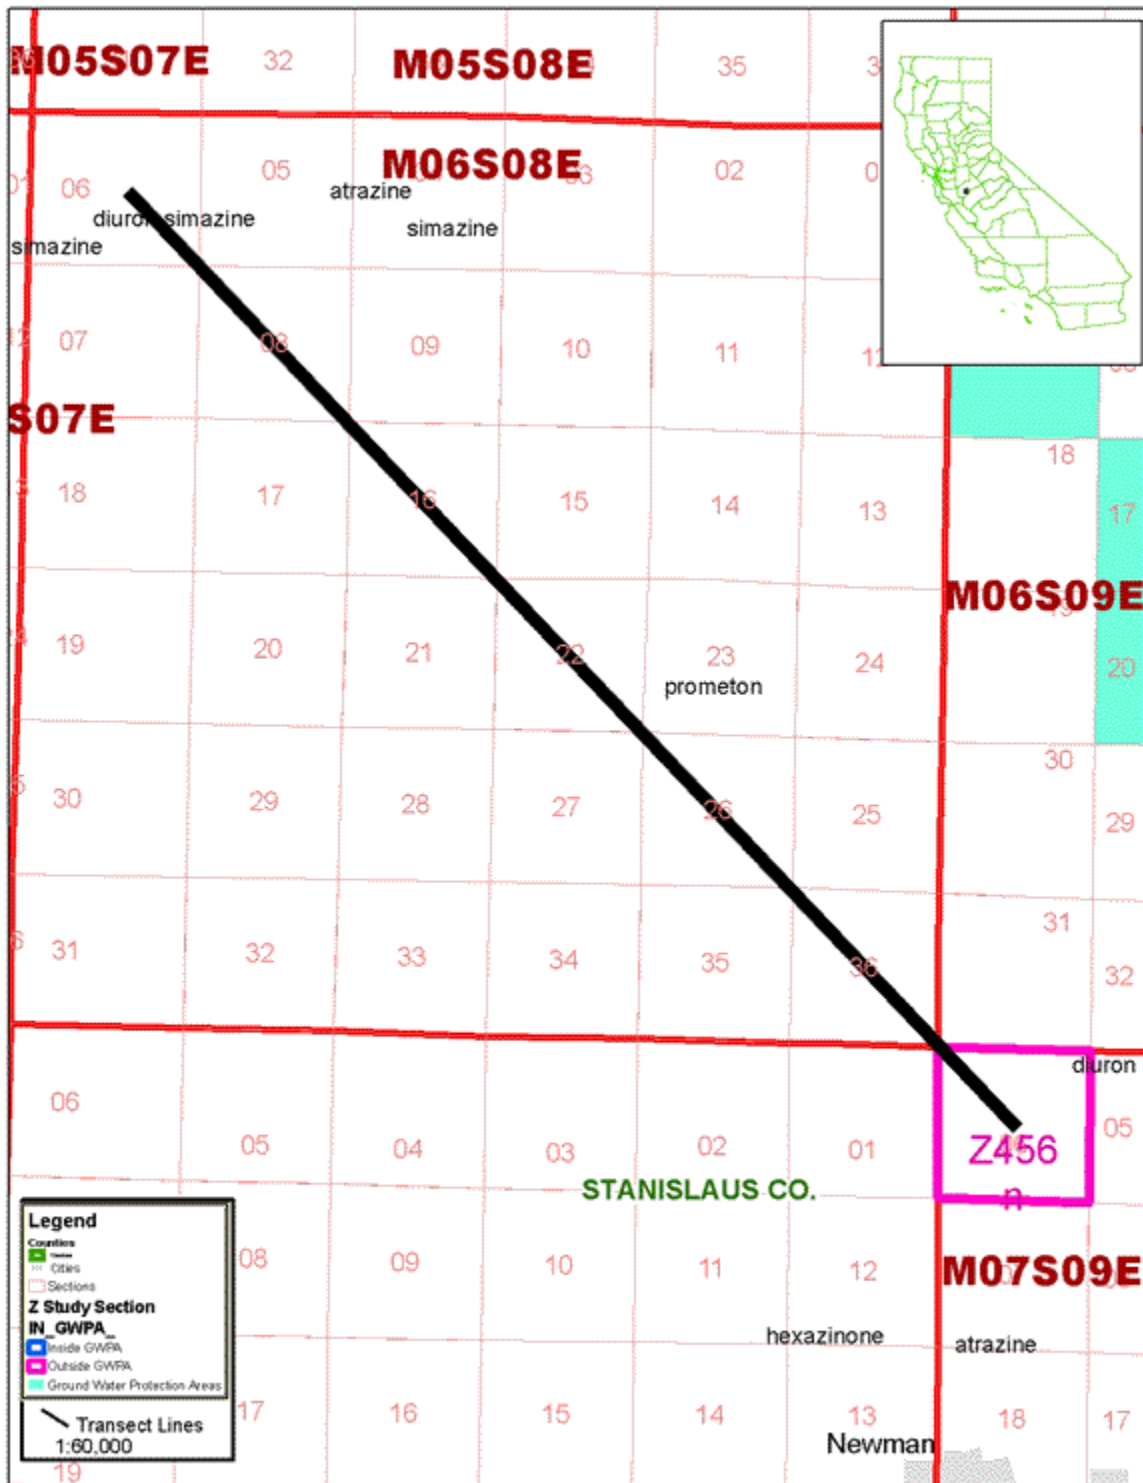 M05S07E 32 M05S08E 35
M06S08E
06 05 03 02
atrazine
diuron simazine
simazine
simazine
07 08 09 10 11
S07E
18
18 17 16 15 14 13 17
M06S09E
19 20 21 22 23 24 20
prometon
30
30 29 28 27 26 25 29
31
31 32 33 34 35 36 32
diuron
06
05 04 03 02 01 Z456 05
n
STANISLAUS CO.
08 09 10 11 12 M07S09E
hexazinone atrazine
17 16 15 14 13 18 17
Newman
19
Legend
Counties
Cities
Sections
Z Study Section
IN_GWPA_
Inside GWPA
Outside GWPA
Ground Water Protection Areas
Transect Lines
1:60,000